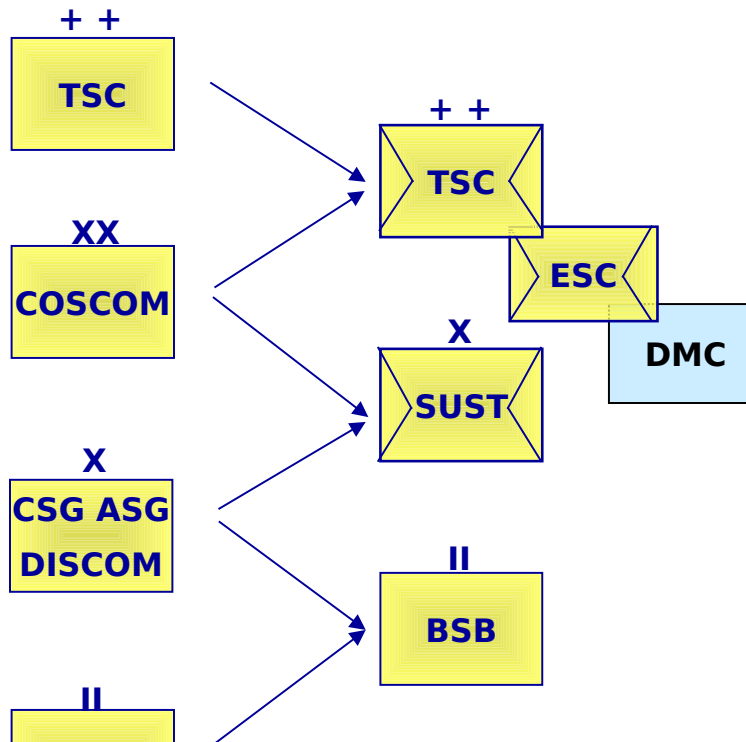 + +
TSC
XX
COSCOM
X
CSG ASG
DISCOM
II
+ +
TSC
ESC
DMC
X
SUST
II
BSB